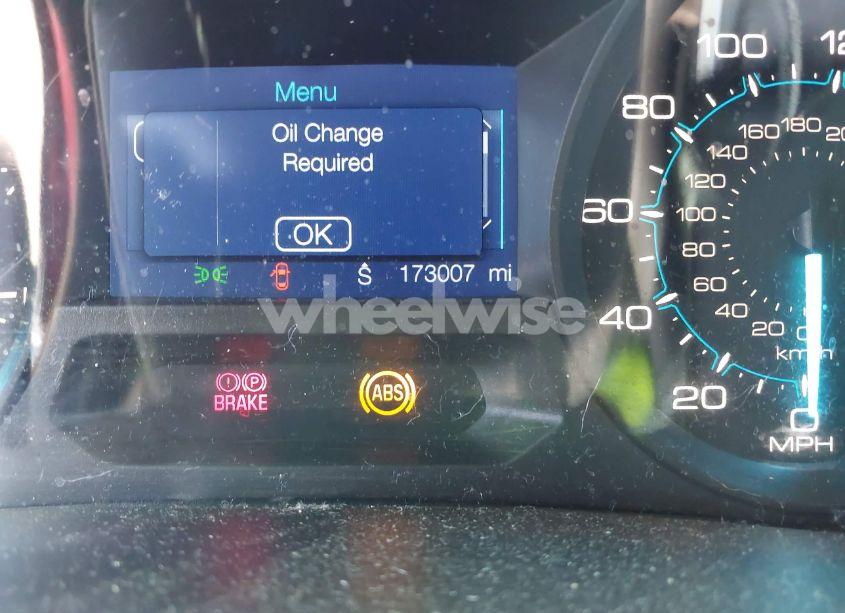 Menu
Oil Change
Required
OK
Ŝ 173007 mi
wheelwise
(!) (P)
BRAKE
ABS
100
80
60
40
20
0
MPH
180
160
140
120
100
80
60
40
20
0
km/h